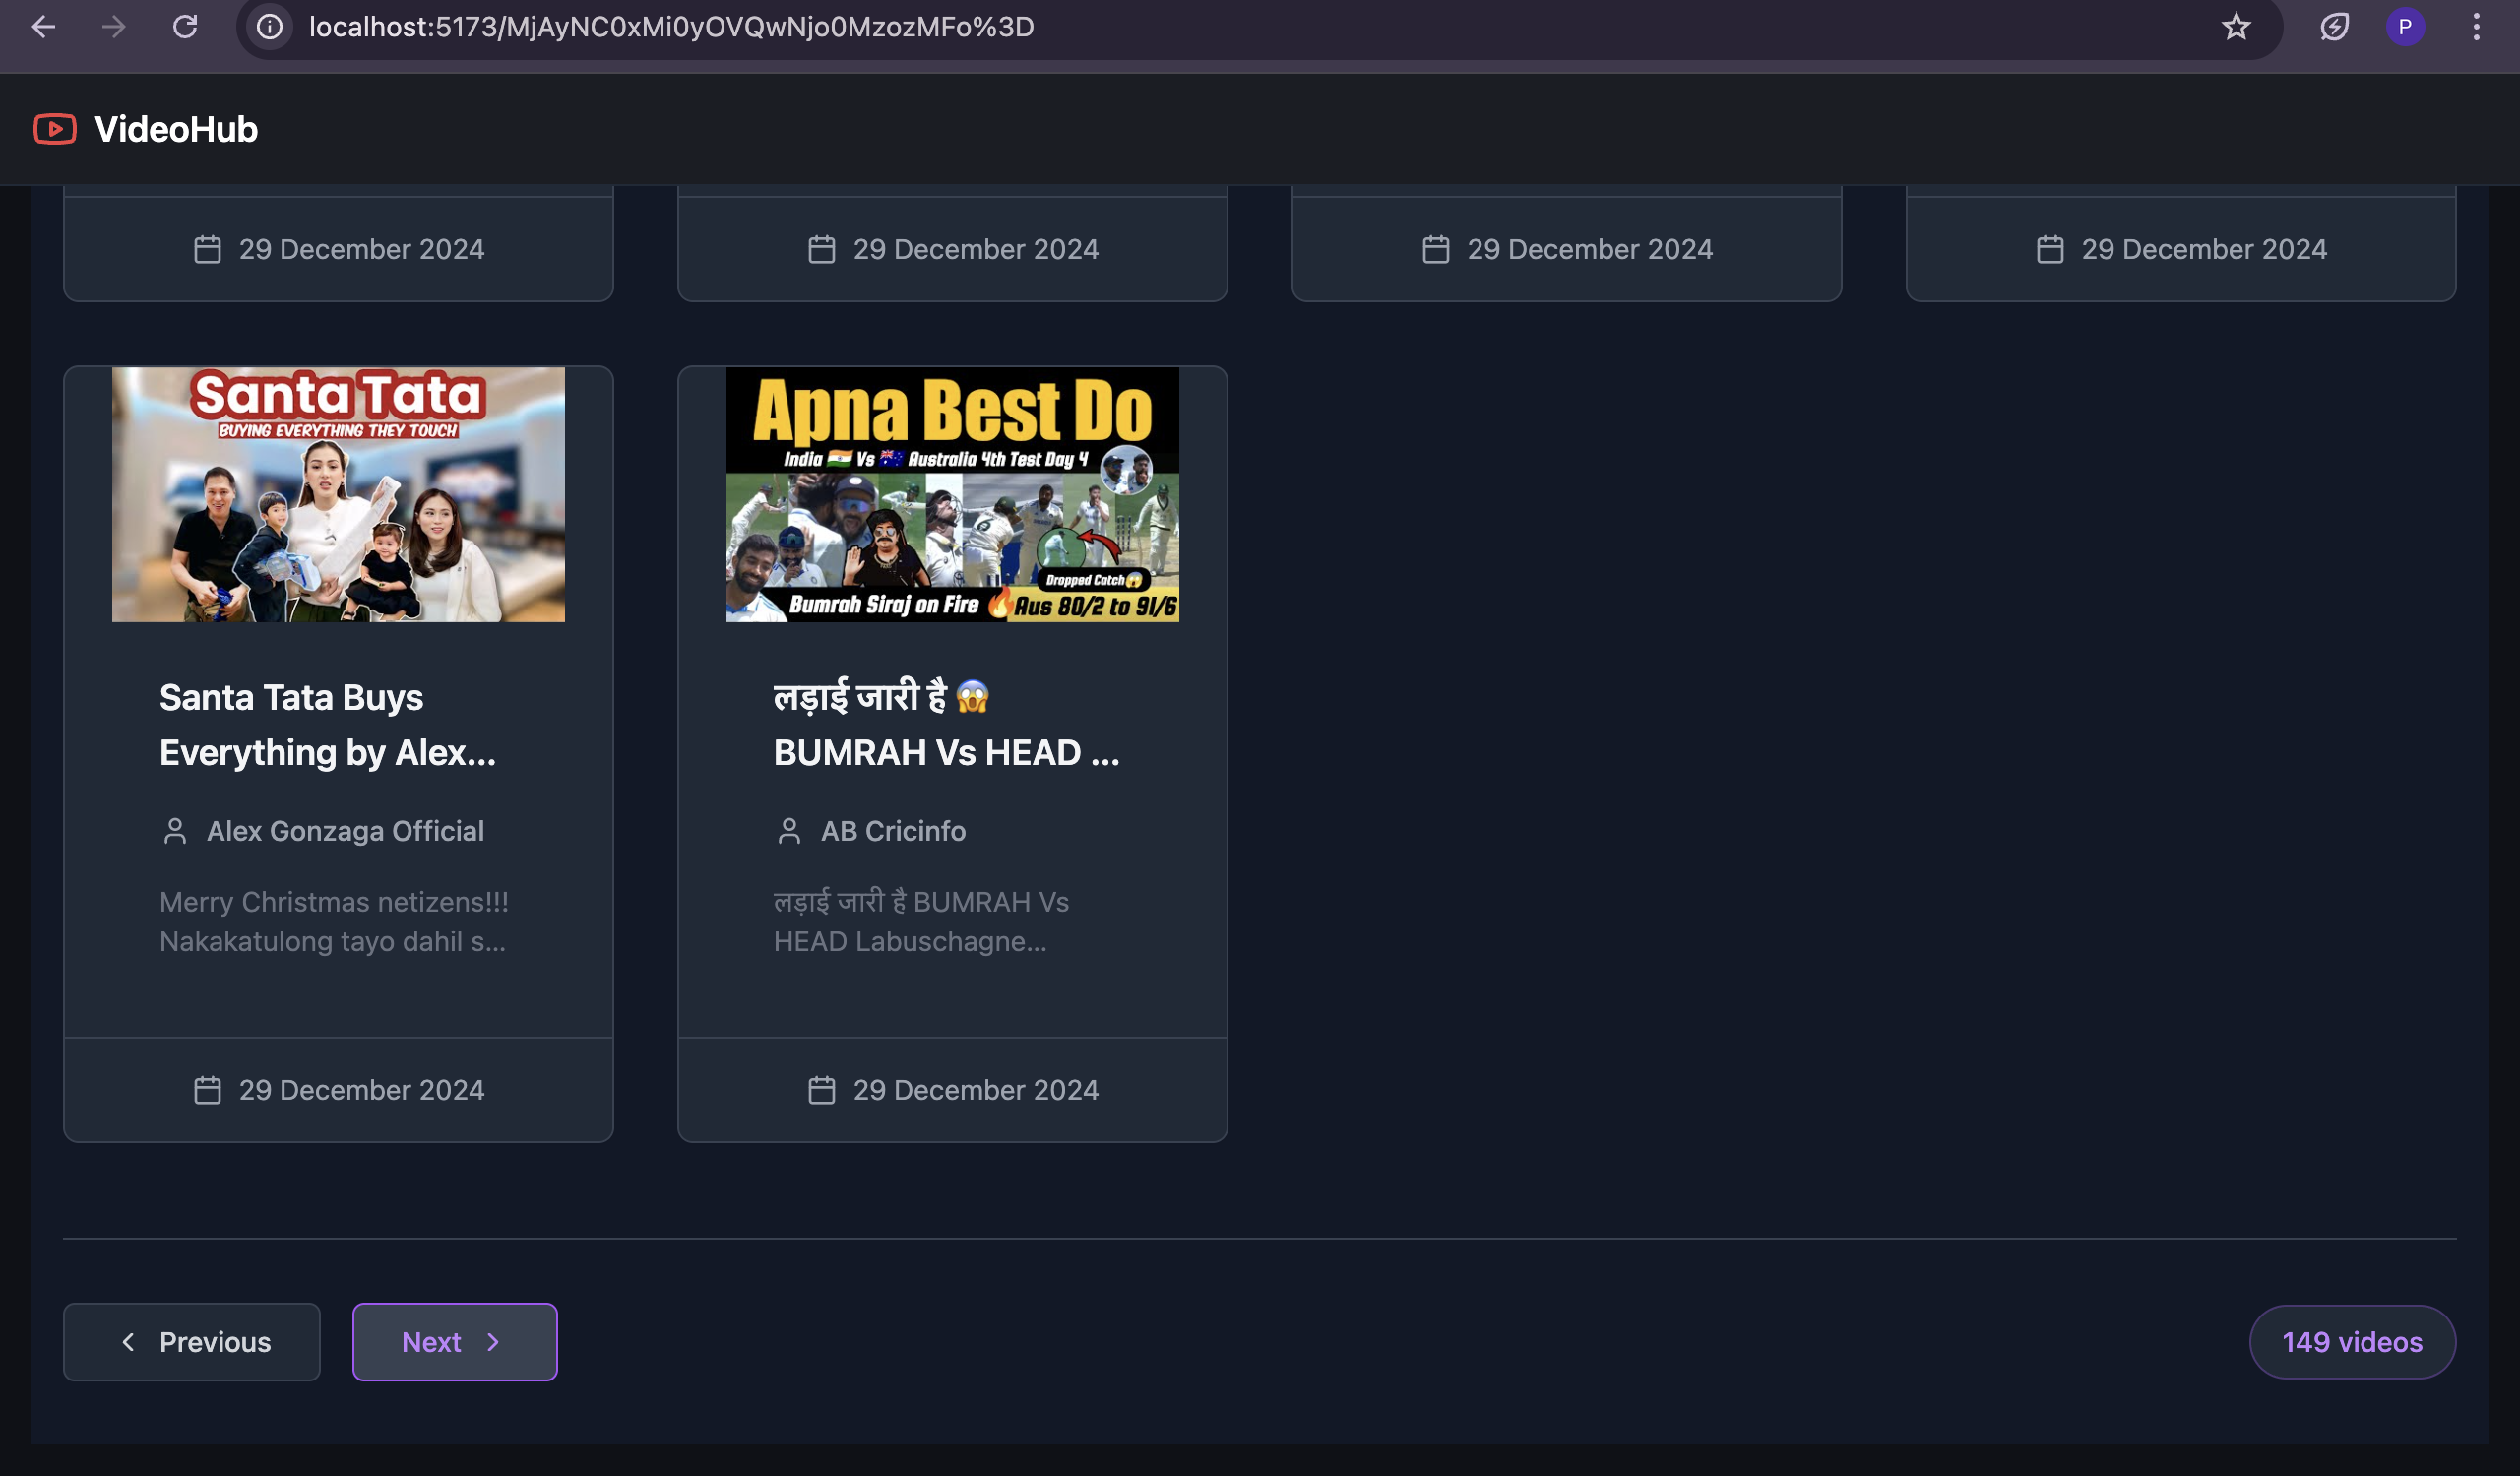 localhost:5173/MjAyNC0xMi0yOVQwNjo0MzozMFo%3D
P
VideoHub
29 December 2024
29 December 2024
29 December 2024
29 December 2024
Santa Tata
BUYING EVERYTHING THEY TOUCH
Santa Tata Buys
Everything by Alex...
Alex Gonzaga Official
Merry Christmas netizens!!!
Nakakatulong tayo dahil s...
29 December 2024
Apna Best Do
India 🇮🇳 Vs 🇦🇺 Australia 4th Test Day 4
6
Dropped Catch😱
Bumrah Siraj on Fire 🔥 Aus 80/2 to 91/6
लड़ाई जारी है 😱
BUMRAH Vs HEAD ...
AB Cricinfo
लड़ाई जारी है BUMRAH Vs
HEAD Labuschagne...
29 December 2024
Previous
Next
149 videos